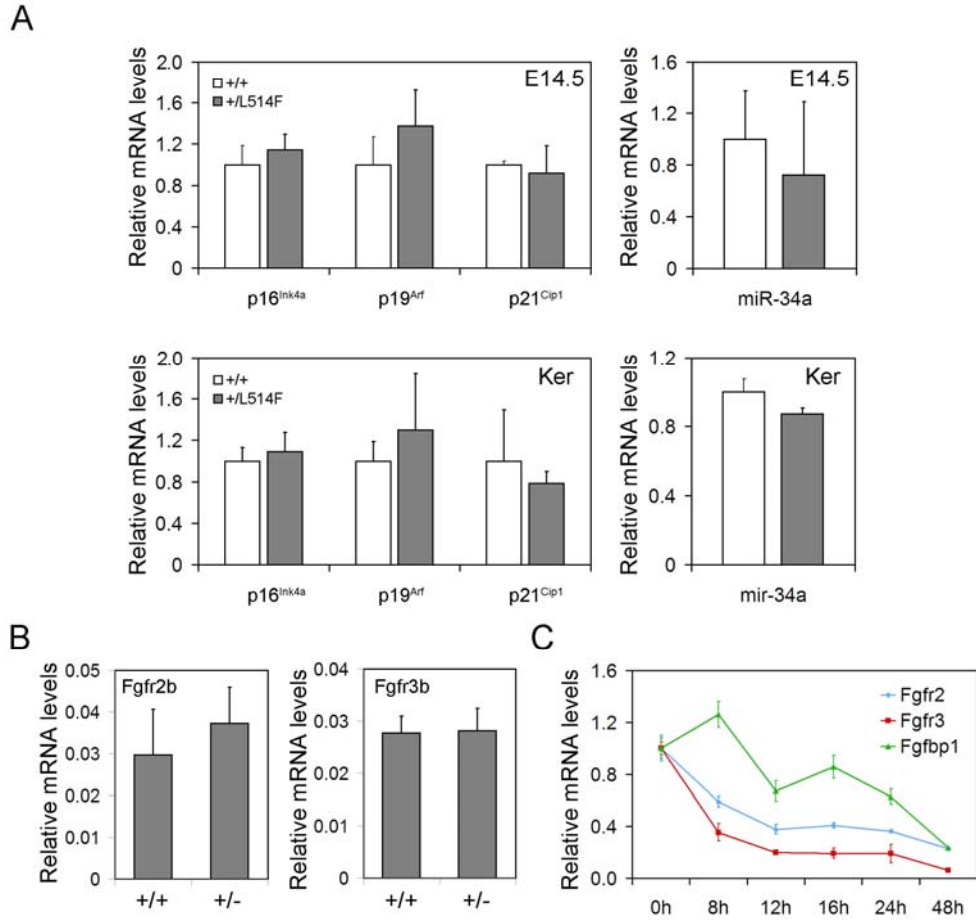 A
Relative mRNA levels
2.0
1.6
1.2
0.8
0.4
0
+/+
+/L514F
E14.5
p16Ink4a p19Arf p21Cip1
Relative mRNA levels
1.6
1.2
0.8
0.4
0
E14.5
miR-34a
Relative mRNA levels
2.0
1.6
1.2
0.8
0.4
0
+/+
+/L514F
Ker
p16Ink4a p19Arf p21Cip1
Relative mRNA levels
1.2
0.8
0.4
0
Ker
mir-34a
B
Relative mRNA levels
0.05
0.04
0.03
0.02
0.01
0
Fgfr2b
+/+ +/-
Relative mRNA levels
0.04
0.03
0.02
0.01
0
Fgfr3b
+/+ +/-
C
Relative mRNA levels
1.6
1.2
0.8
0.4
0.0
Fgfr2
Fgfr3
Fgfbp1
0h 8h 12h 16h 24h 48h